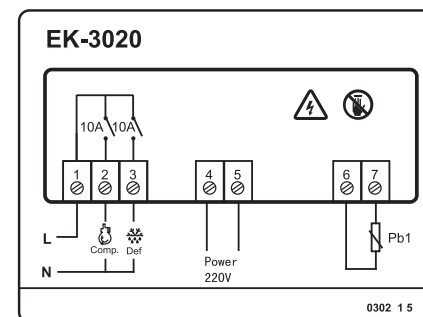 EK-3020
10A 10A
1 2 3 4 5 6 7
L
Comp. Def
Pb1
N
Power
220V
0302 1 5